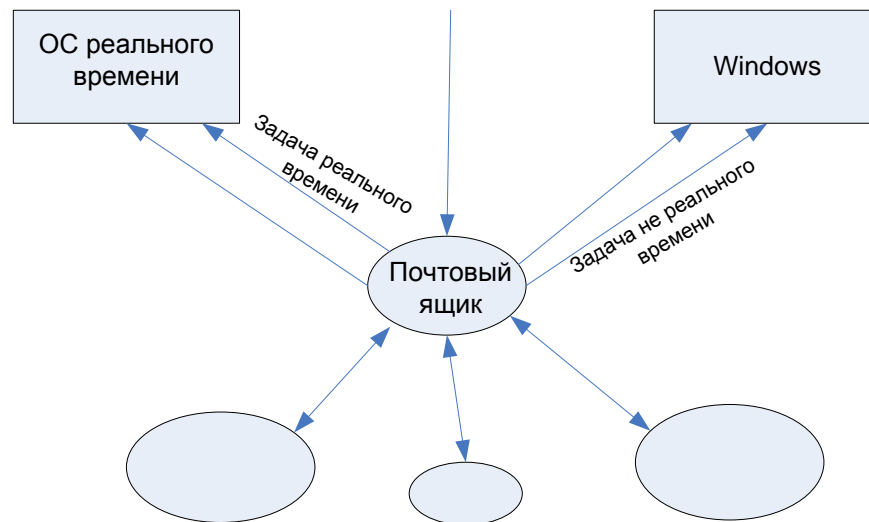 ОС реального
времени
Windows
Задача реального
времени
Задача не реального
времени
Почтовый
ящик